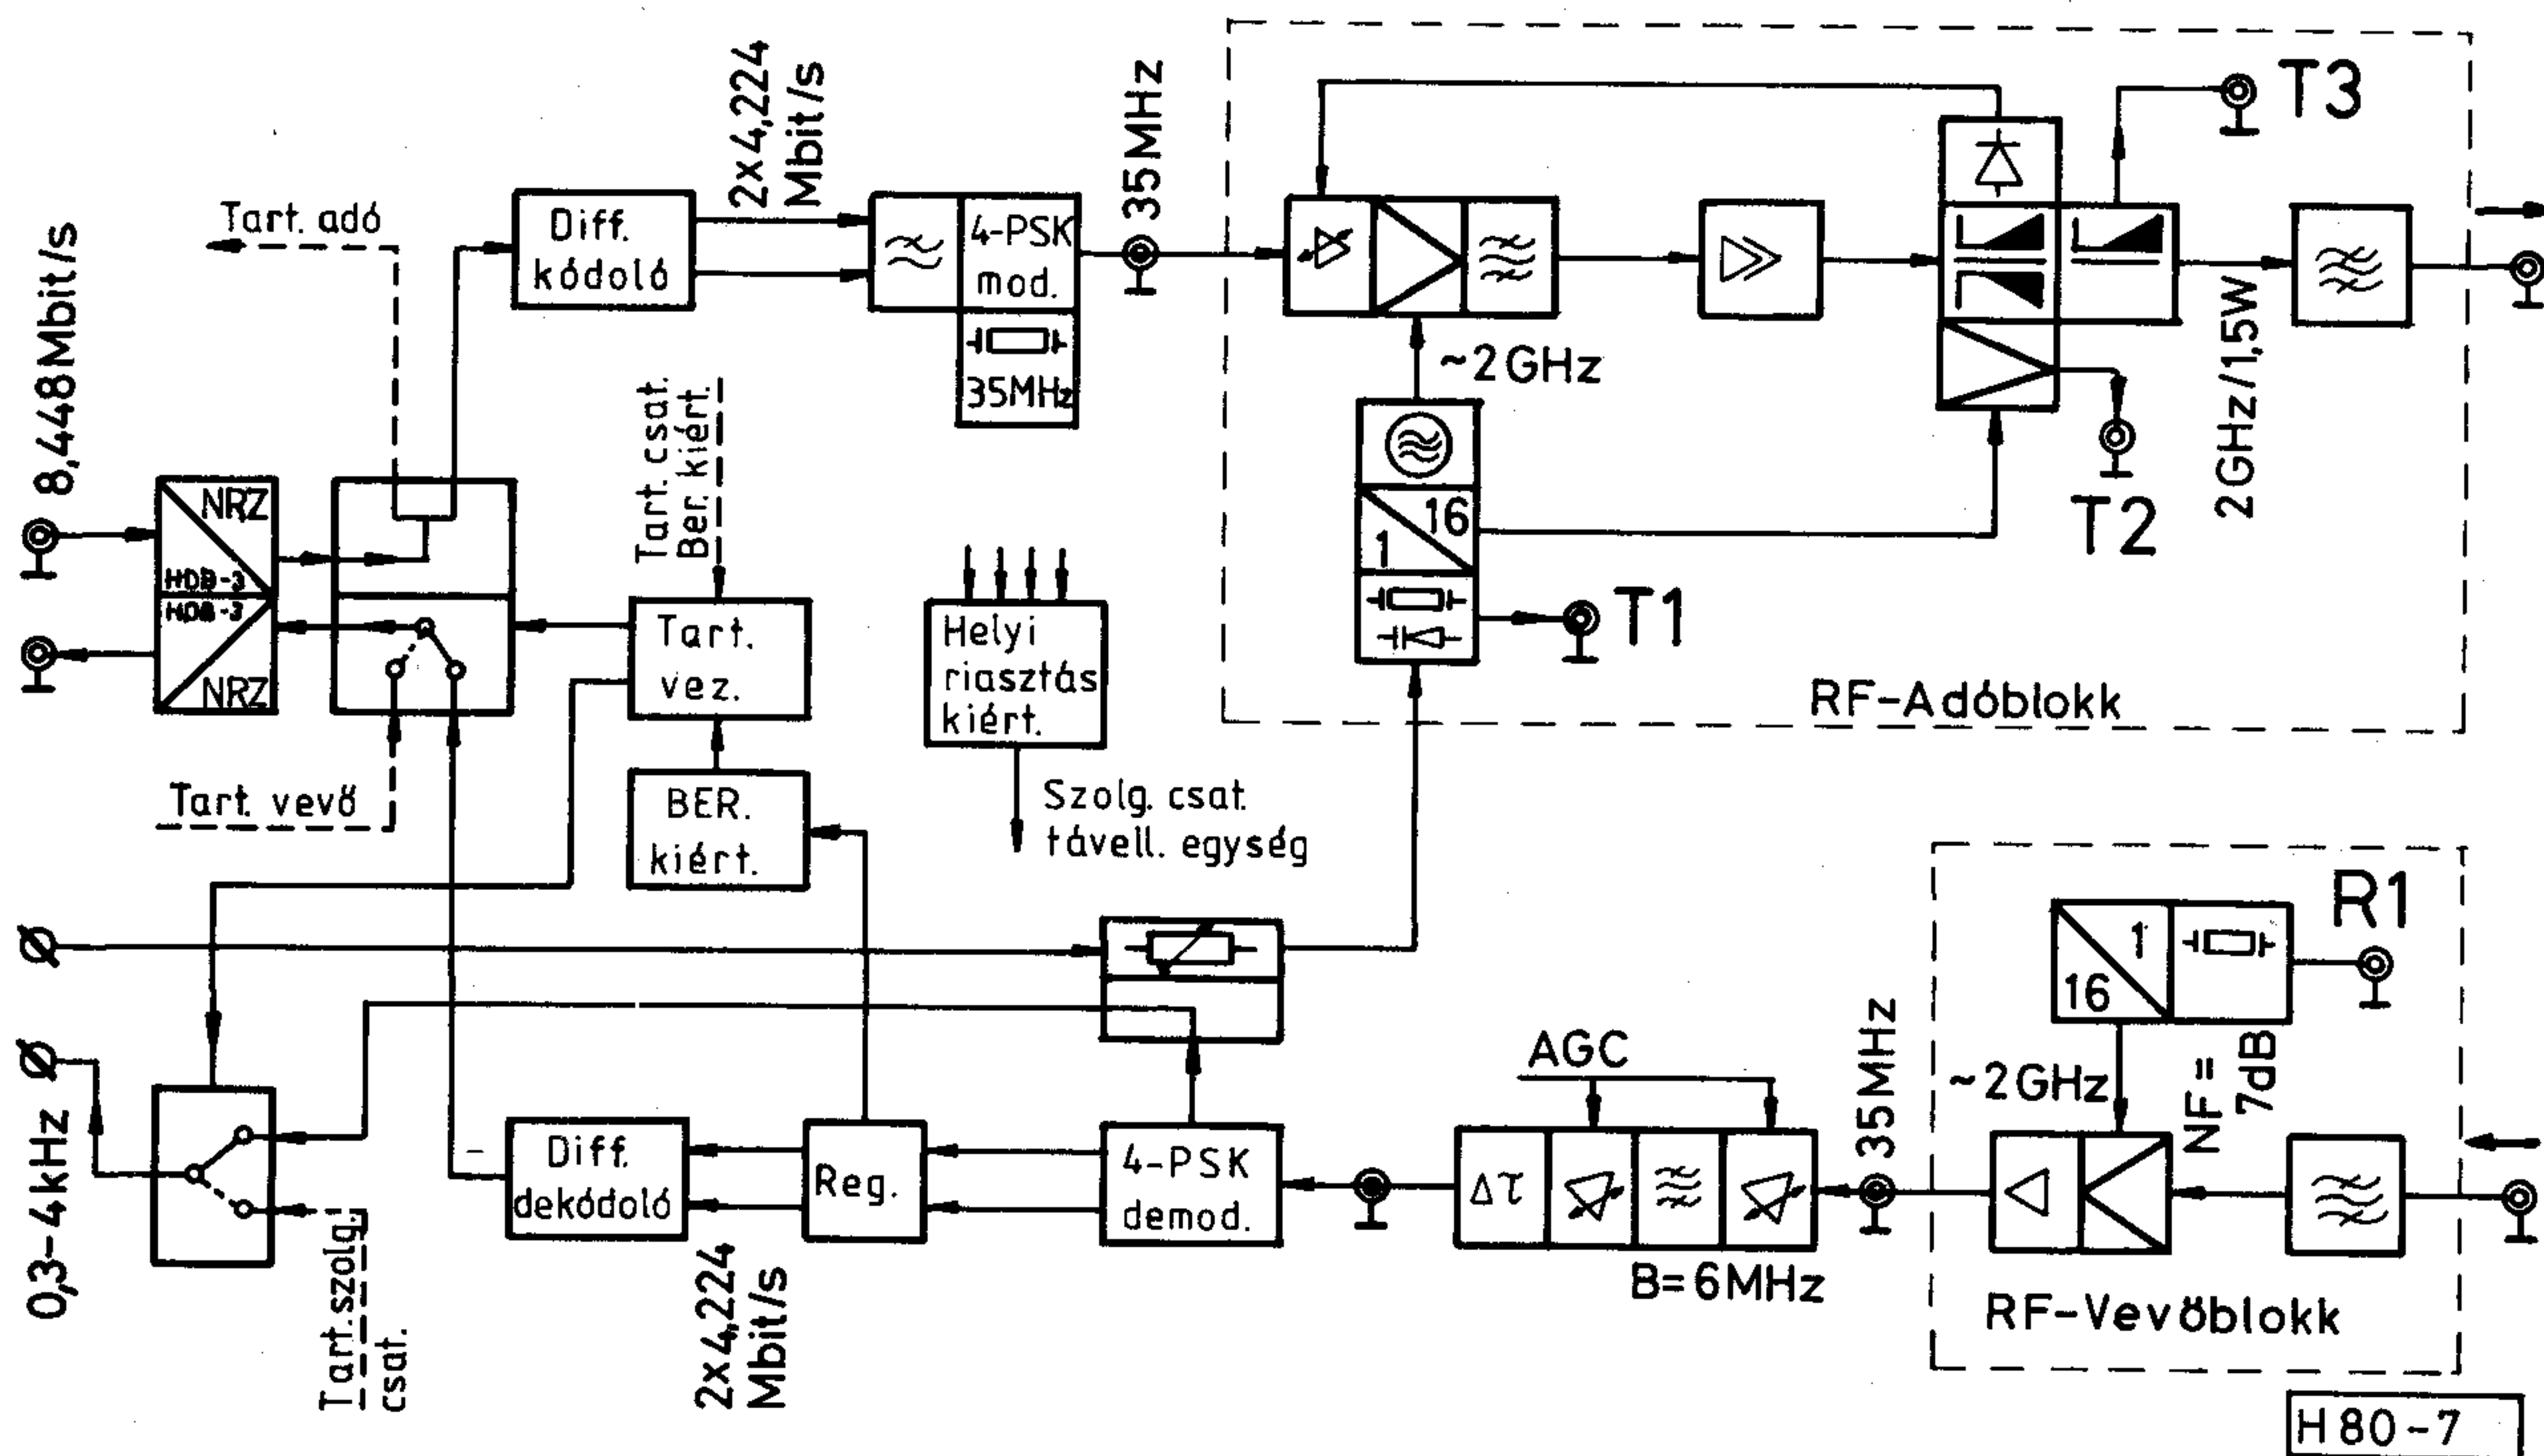 8,448Mbit/s
Tart. adó
Diff.
kódoló
2x4,224
Mbit/s
4-PSK
mod.
35MHz
35MHz
T3
~2GHz
16
1
T1
T2
2GHz/1,5W
RF-Adóblokk
NRZ
HDB-3
HDB-3
NRZ
Tart. csat.
Ber. kiért.
Tart.
vez.
Helyi
riasztás
kiért.
Szolg. csat.
távell. egység
Tart. vevő
BER.
kiért.
0,3-4kHz
Tart.szolg.
csat.
Diff.
dekódoló
2x4,224
Mbit/s
Reg.
4-PSK
demod.
AGC
Δτ
B=6MHz
35MHz
R1
1
16
~2GHz
NF=
7dB
RF-Vevőblokk
H80-7